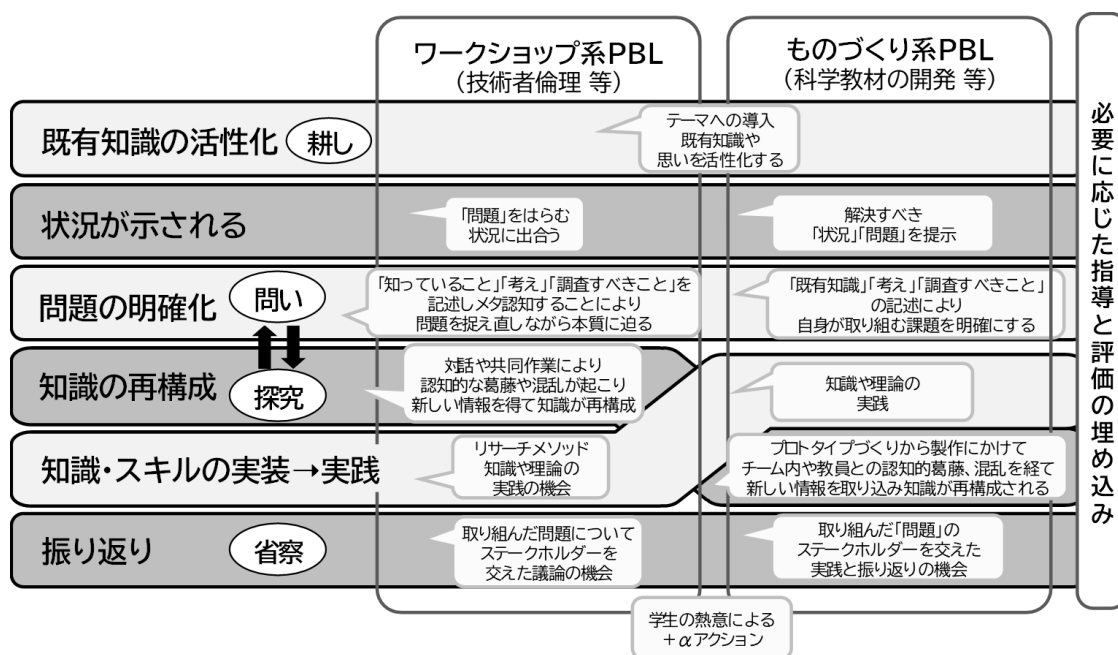 ワークショップ系PBL
（技術者倫理 等）
ものづくり系PBL
（科学教材の開発 等）
必要に応じた指導と評価の埋め込み
既有知識の活性化
耕し
テーマへの導入
既有知識や
思いを活性化する
状況が示される
「問題」をはらむ
状況に出合う
解決すべき
「状況」「問題」を提示
問題の明確化
問い
「知っていること」「考え」「調査すべきこと」を
記述しメタ認知することにより
問題を捉え直しながら本質に迫る
「既有知識」「考え」「調査すべきこと」
の記述により
自身が取り組む課題を明確にする
知識の再構成
探究
対話や共同作業により
認知的な葛藤や混乱が起こり
新しい情報を得て知識が再構成
知識や理論の
実践
知識・スキルの実装→実践
リサーチメソッド
知識や理論の
実践の機会
プロトタイプづくりから製作にかけて
チーム内や教員との認知的葛藤、混乱を経て
新しい情報を取り込み知識が再構成される
振り返り
省察
取り組んだ問題について
ステークホルダーを
交えた議論の機会
取り組んだ「問題」の
ステークホルダーを交えた
実践と振り返りの機会
学生の熱意による
＋αアクション